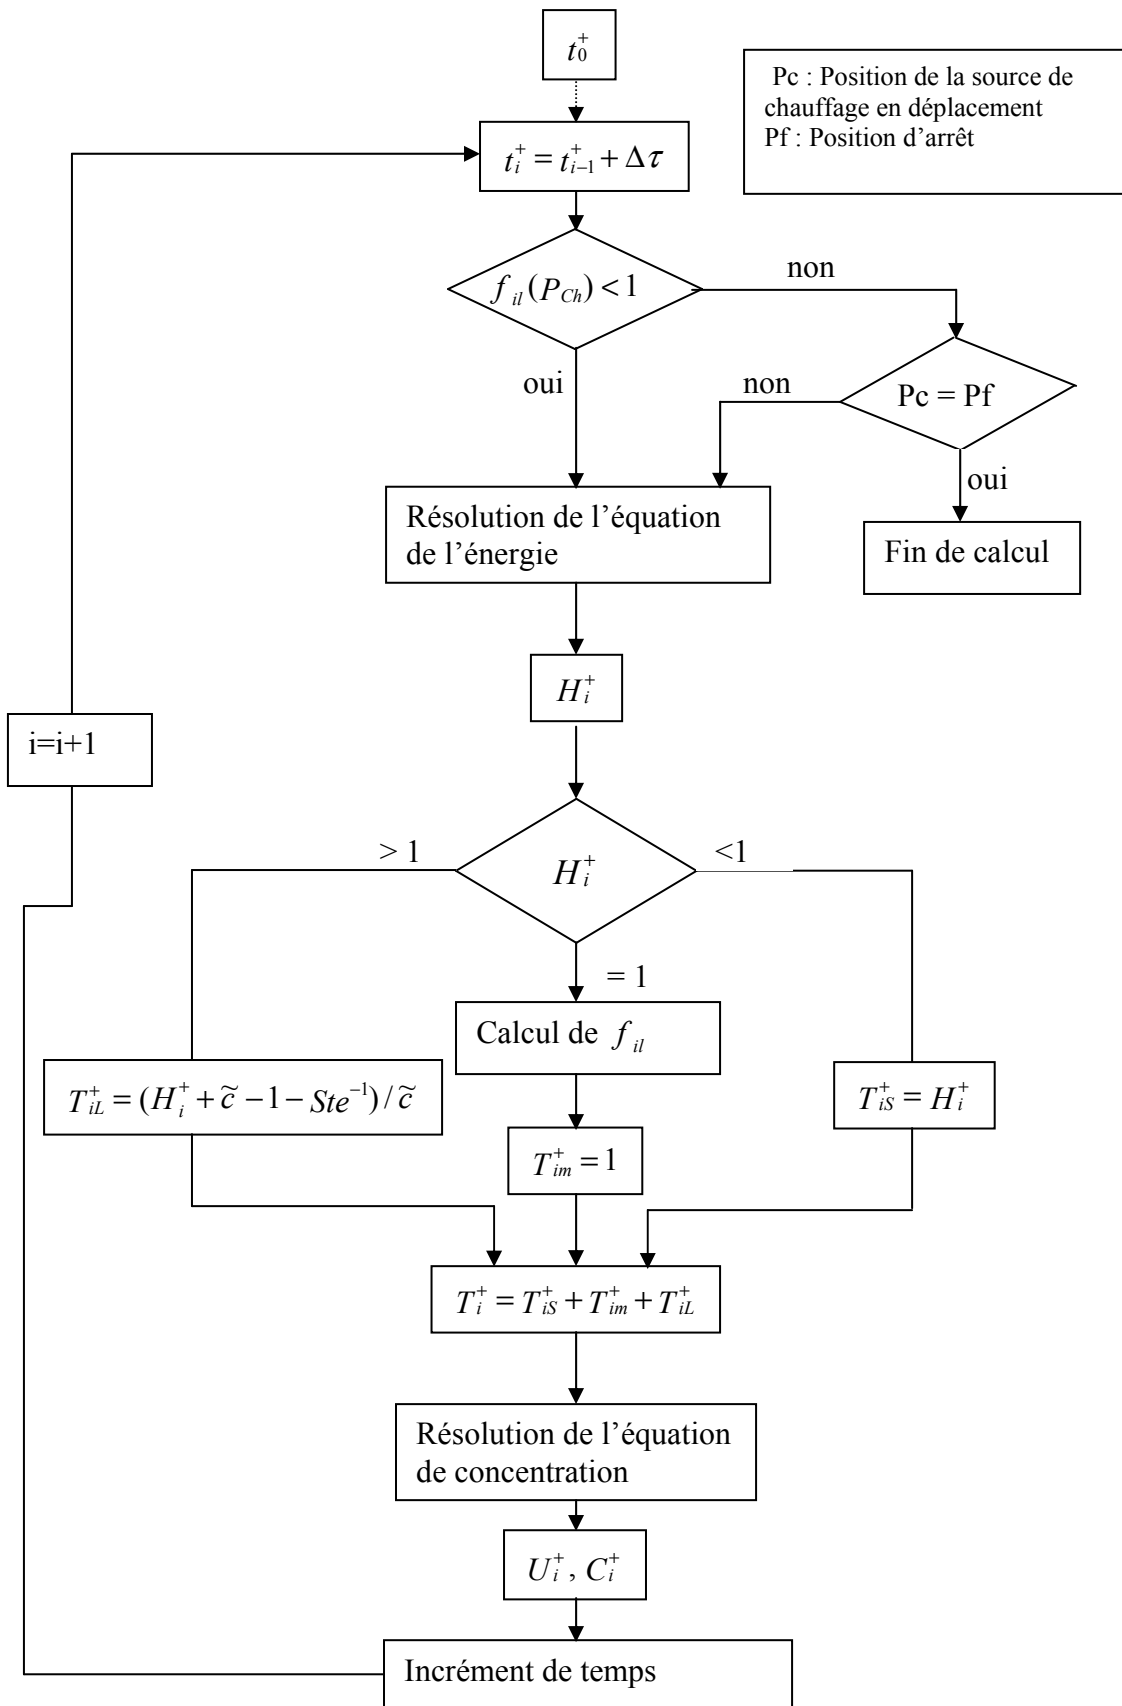 t₀⁺
Pc : Position de la source de
chauffage en déplacement
Pf : Position d’arrêt
tᵢ⁺ = tᵢ₋₁⁺ + Δτ
f_il (P_Ch) < 1
non
oui
non
Pc = Pf
oui
Résolution de l’équation
de l’énergie
Fin de calcul
Hᵢ⁺
i=i+1
> 1
<1
Hᵢ⁺
= 1
Calcul de f_il
T_iL⁺ = (Hᵢ⁺ + c̃ − 1 − Ste⁻¹) / c̃
T_iS⁺ = Hᵢ⁺
T_im⁺ = 1
Tᵢ⁺ = T_iS⁺ + T_im⁺ + T_iL⁺
Résolution de l’équation
de concentration
Uᵢ⁺, Cᵢ⁺
Incrément de temps